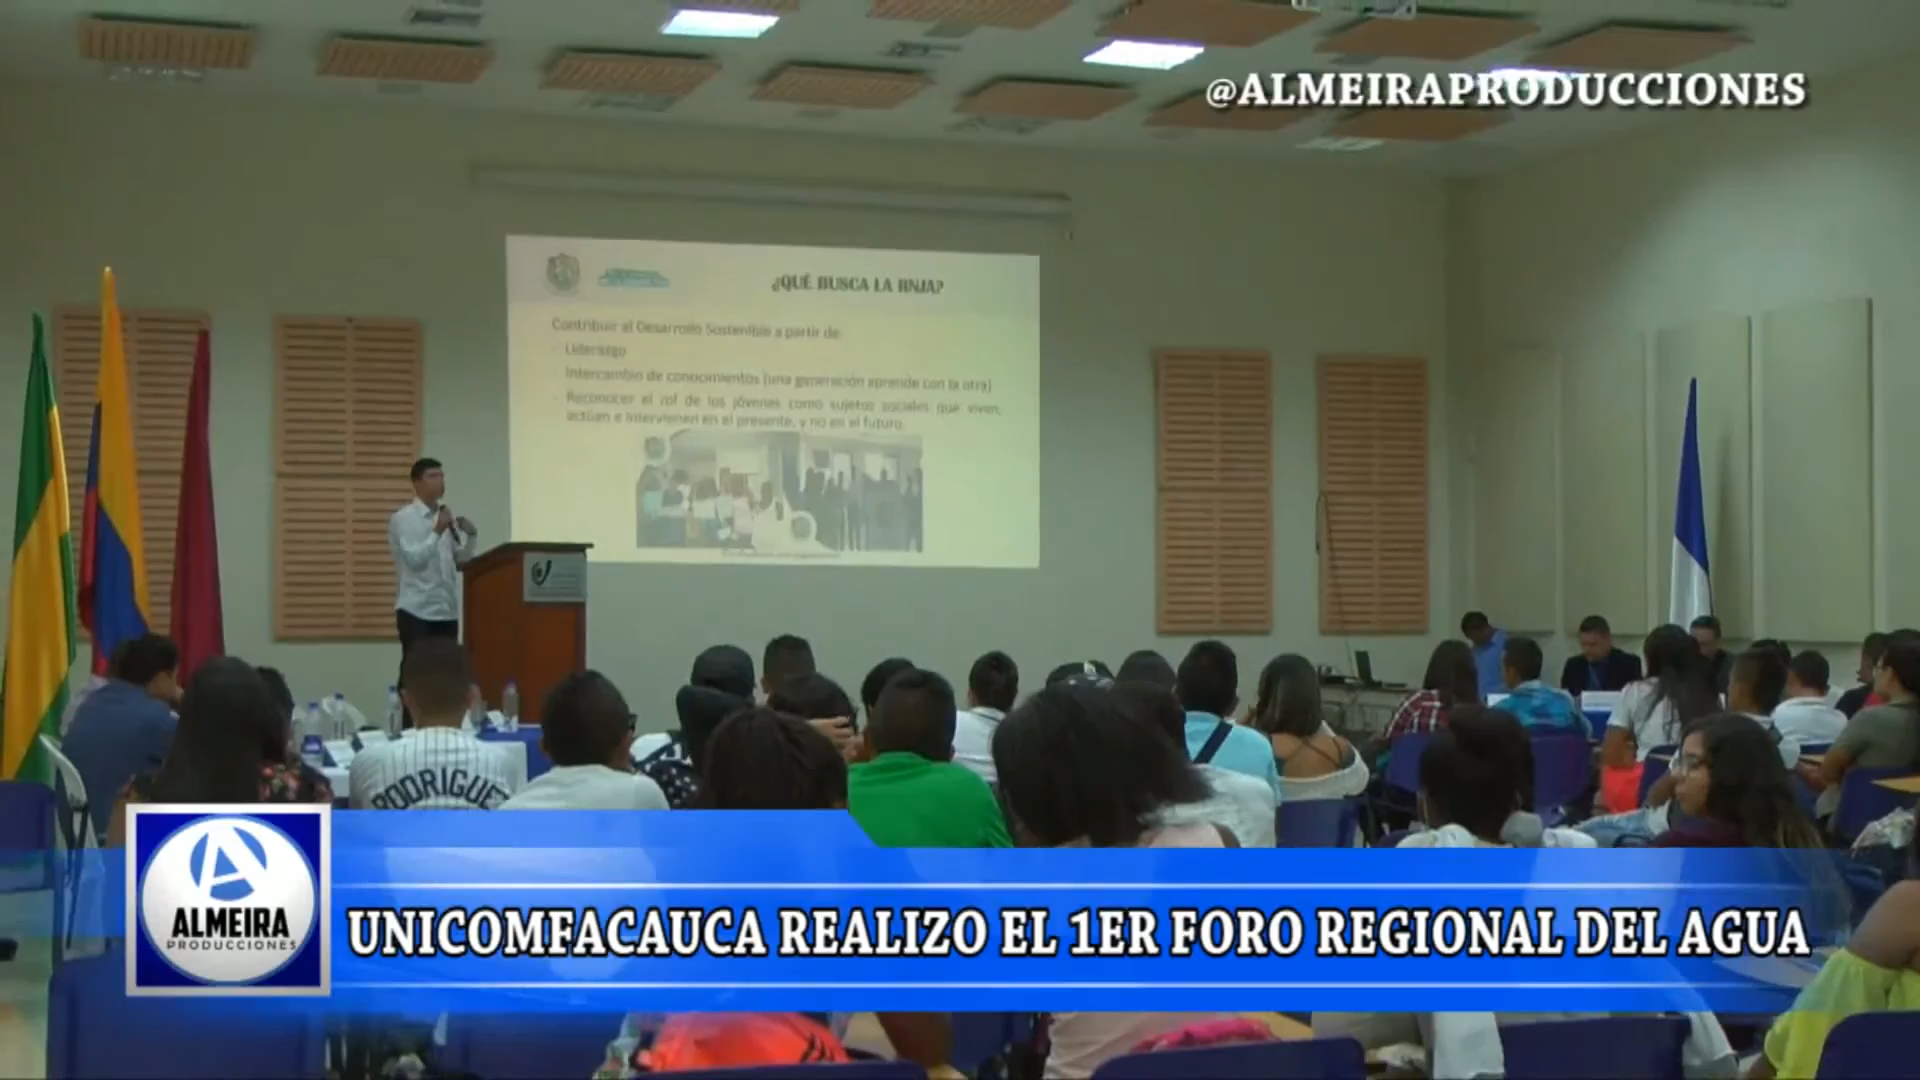 @ALMEIRAPRODUCCIONES
¿QUÉ BUSCA LA RNJA?
Contribuir al Desarrollo Sostenible a partir de:
- Liderazgo
- Intercambio de conocimientos (una generación aprende con la otra)
- Reconocer el rol de los jóvenes como sujetos sociales que viven,
actúan e intervienen en el presente, y no en el futuro.
RODRIGUEZ
ALMEIRA
PRODUCCIONES
UNICOMFACAUCA REALIZO EL 1ER FORO REGIONAL DEL AGUA